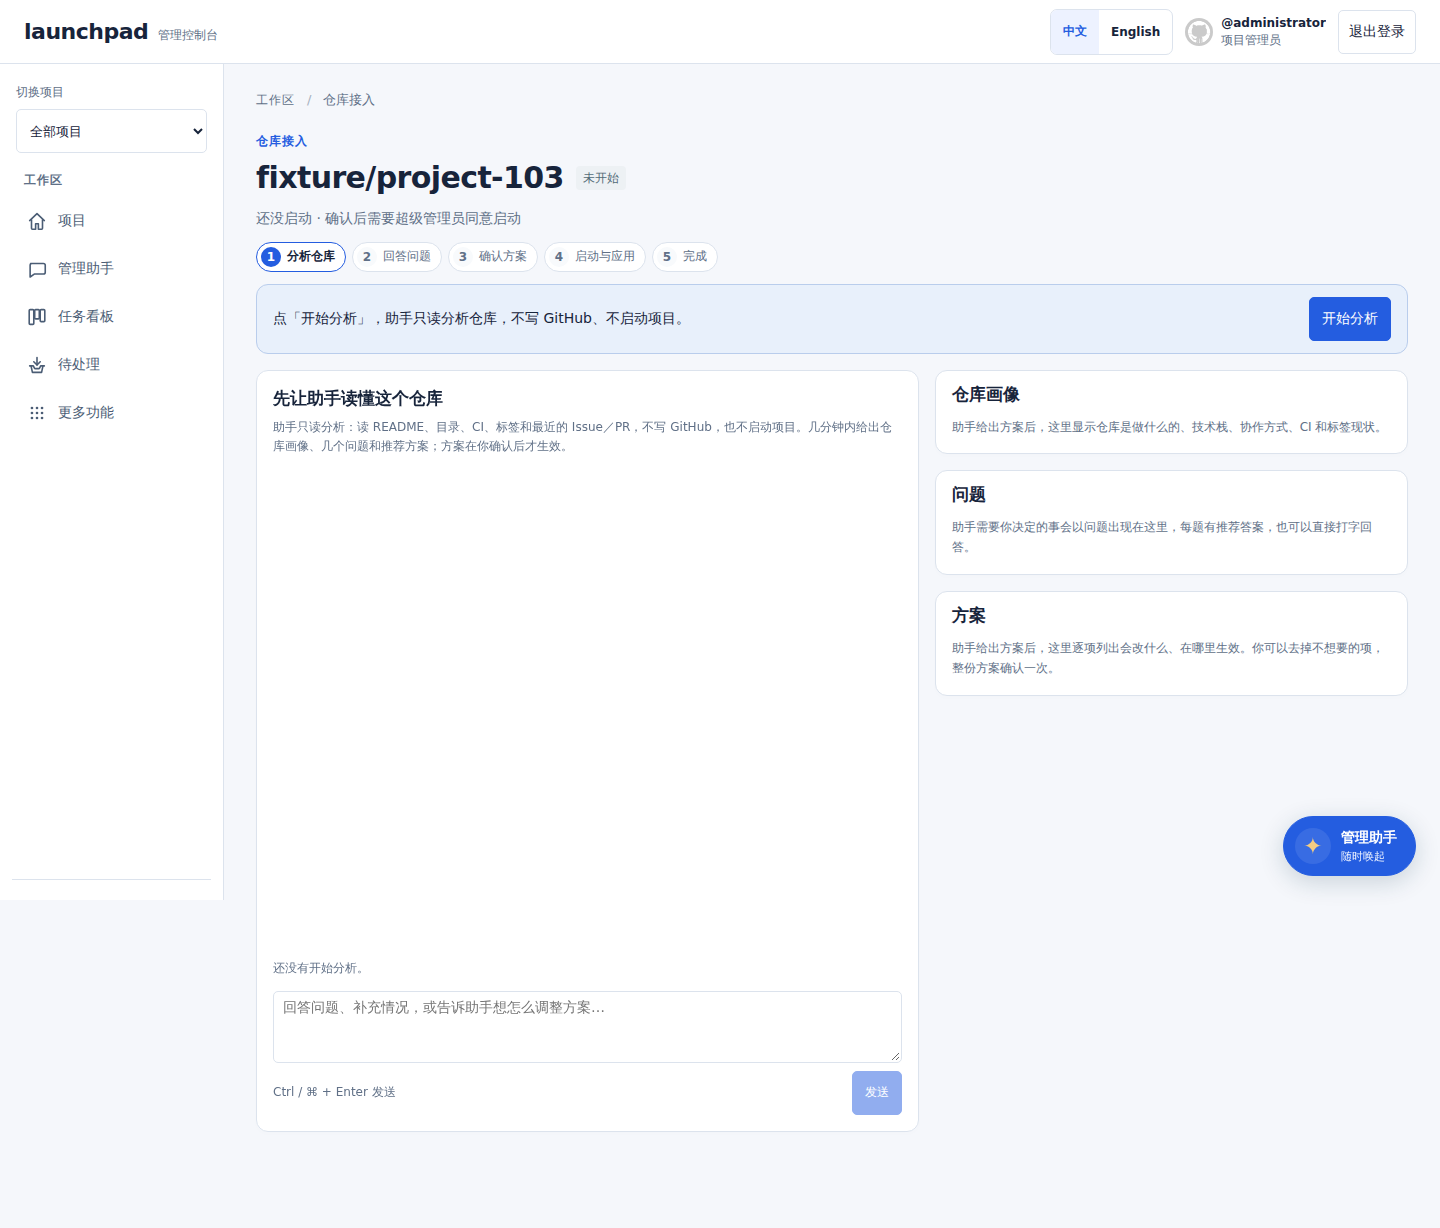 launchpad 管理控制台
中文 English
@administrator
项目管理员
退出登录
切换项目
全部项目
工作区
项目
管理助手
任务看板
待处理
更多功能
工作区 / 仓库接入
仓库接入
fixture/project-103 未开始
还没启动 · 确认后需要超级管理员同意启动
1 分析仓库 2 回答问题 3 确认方案 4 启动与应用 5 完成
点「开始分析」，助手只读分析仓库，不写 GitHub、不启动项目。
开始分析
先让助手读懂这个仓库
助手只读分析：读 README、目录、CI、标签和最近的 Issue／PR，不写 GitHub，也不启动项目。几分钟内给出仓
库画像、几个问题和推荐方案；方案在你确认后才生效。
还没有开始分析。
回答问题、补充情况，或告诉助手想怎么调整方案…
Ctrl / ⌘ + Enter 发送
发送
仓库画像
助手给出方案后，这里显示仓库是做什么的、技术栈、协作方式、CI 和标签现状。
问题
助手需要你决定的事会以问题出现在这里，每题有推荐答案，也可以直接打字回
答。
方案
助手给出方案后，这里逐项列出会改什么、在哪里生效。你可以去掉不想要的项，
整份方案确认一次。
管理助手
随时唤起